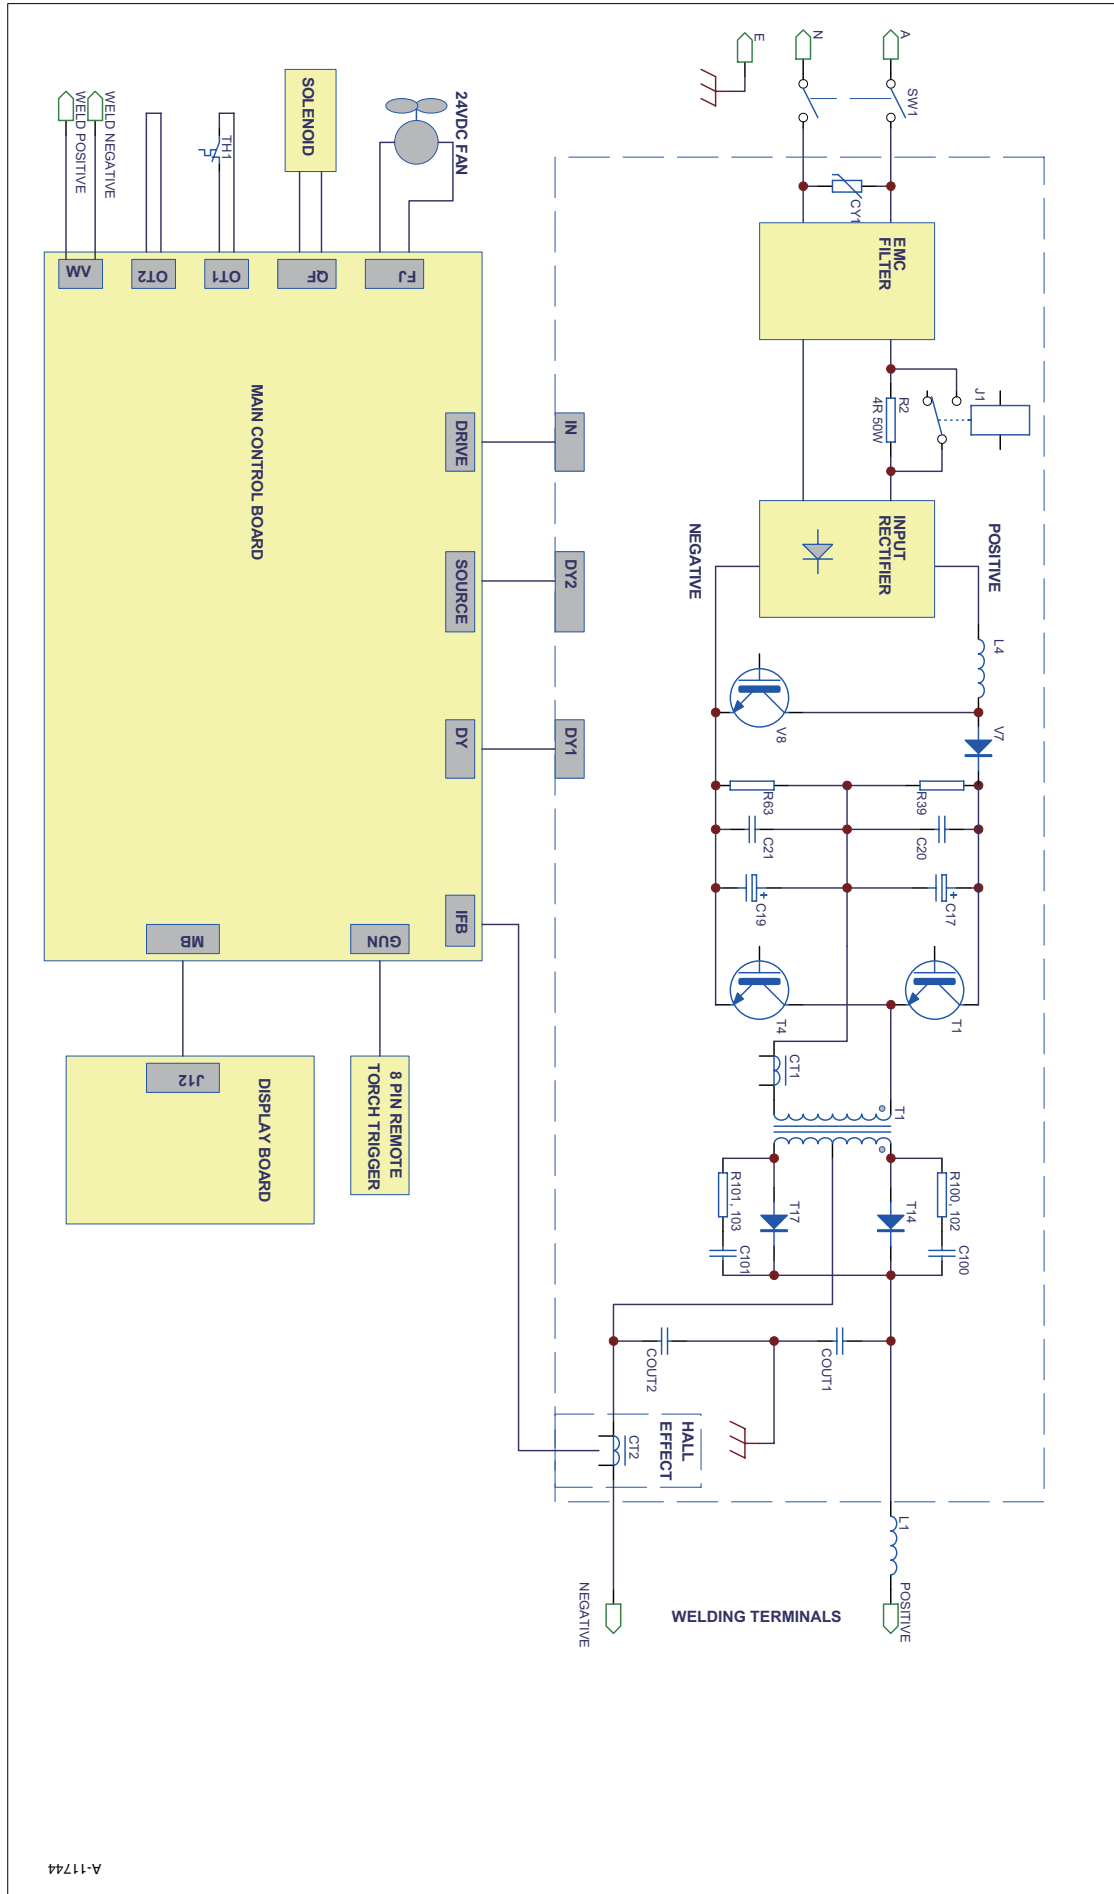 A
N
E
SW1
CY1
EMC
FILTER
J1
R2
4R 50W
INPUT
RECTIFIER
POSITIVE
NEGATIVE
L4
V8
V7
R63
R39
C21
C20
C19
C17
T4
T1
CT1
T1
R101, 103
T17
T14
R100, 102
C101
C100
COUT2
COUT1
HALL
EFFECT
CT2
L1
POSITIVE
NEGATIVE
WELDING TERMINALS
24VDC FAN
SOLENOID
TH1
WELD NEGATIVE
WELD POSITIVE
VM
OT2
OT1
QF
FJ
MAIN CONTROL BOARD
DRIVE
IN
SOURCE
DY2
DY
DY1
IFB
MB
GUN
J12
DISPLAY BOARD
8 PIN REMOTE
TORCH TRIGGER
A-11744